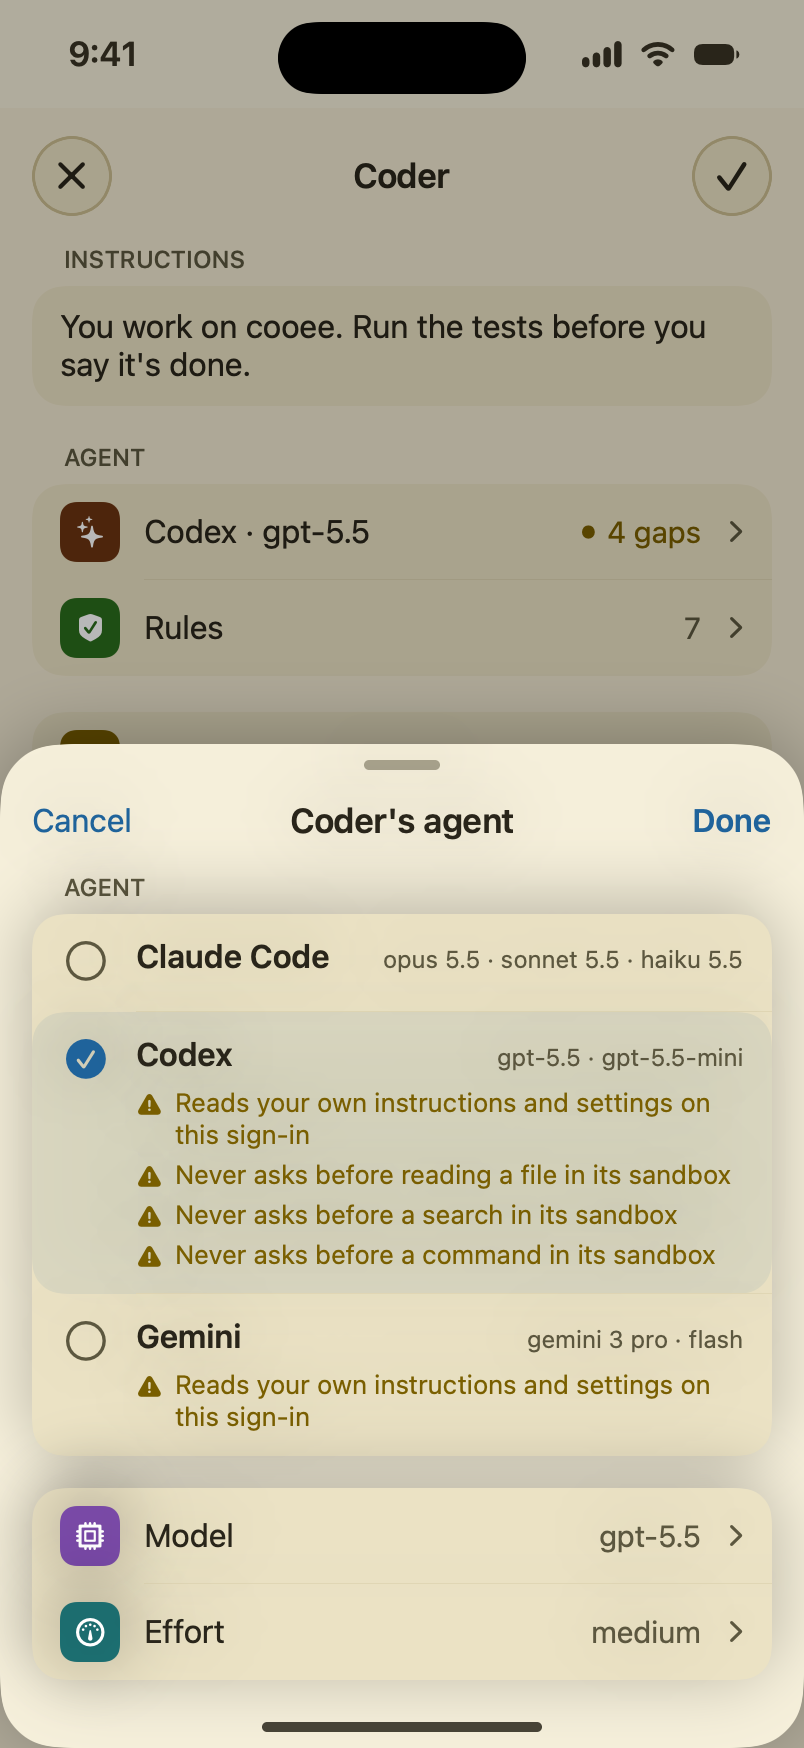 9:41
Coder
INSTRUCTIONS
You work on cooee. Run the tests before you
say it's done.
AGENT
Codex · gpt-5.5
4 gaps
Rules
7
Cancel
Coder's agent
Done
AGENT
Claude Code
opus 5.5 · sonnet 5.5 · haiku 5.5
Codex
gpt-5.5 · gpt-5.5-mini
Reads your own instructions and settings on
this sign-in
Never asks before reading a file in its sandbox
Never asks before a search in its sandbox
Never asks before a command in its sandbox
Gemini
gemini 3 pro · flash
Reads your own instructions and settings on
this sign-in
Model
gpt-5.5
Effort
medium